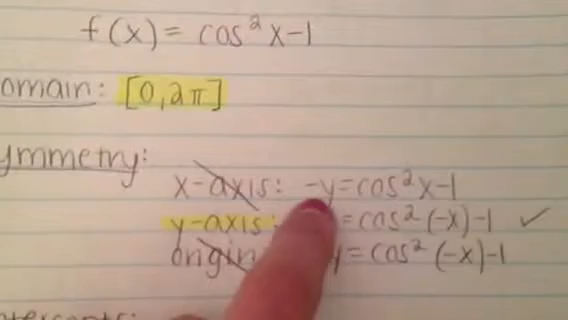 f(x) = cos²x-1
omain: [0,2π]
ymmetry:
x-axis: -y=cos²x-1
y-axis: =cos²(-x)-1 ✓
origin y=cos²(-x)-1